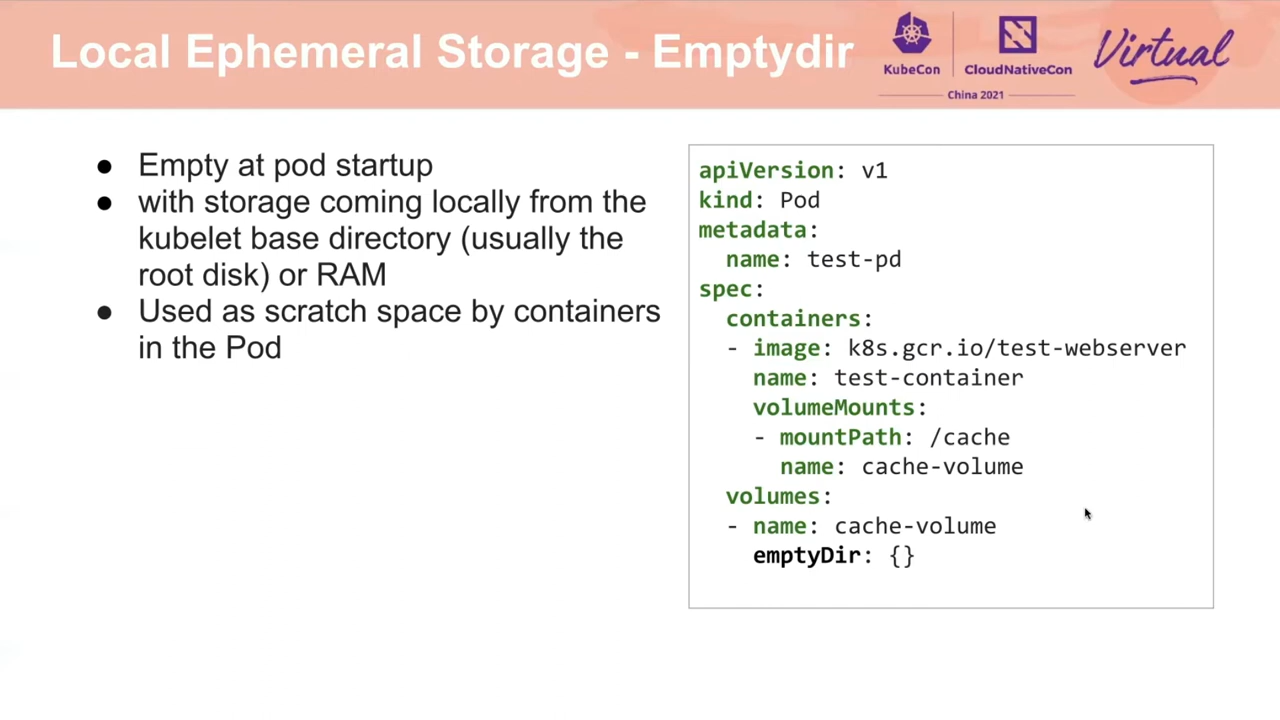 Local Ephemeral Storage - Emptydir
KubeCon
CloudNativeCon
China 2021
Virtual
● Empty at pod startup
● with storage coming locally from the
kubelet base directory (usually the
root disk) or RAM
● Used as scratch space by containers
in the Pod
apiVersion: v1
kind: Pod
metadata:
  name: test-pd
spec:
  containers:
  - image: k8s.gcr.io/test-webserver
    name: test-container
    volumeMounts:
    - mountPath: /cache
      name: cache-volume
  volumes:
  - name: cache-volume
    emptyDir: {}